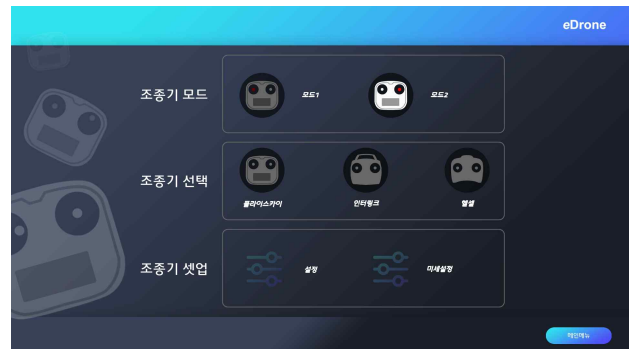 eDrone
조종기 모드
모드1
모드2
조종기 선택
플라이스카이
인터링크
헬셀
조종기 셋업
설정
미세설정
메인메뉴